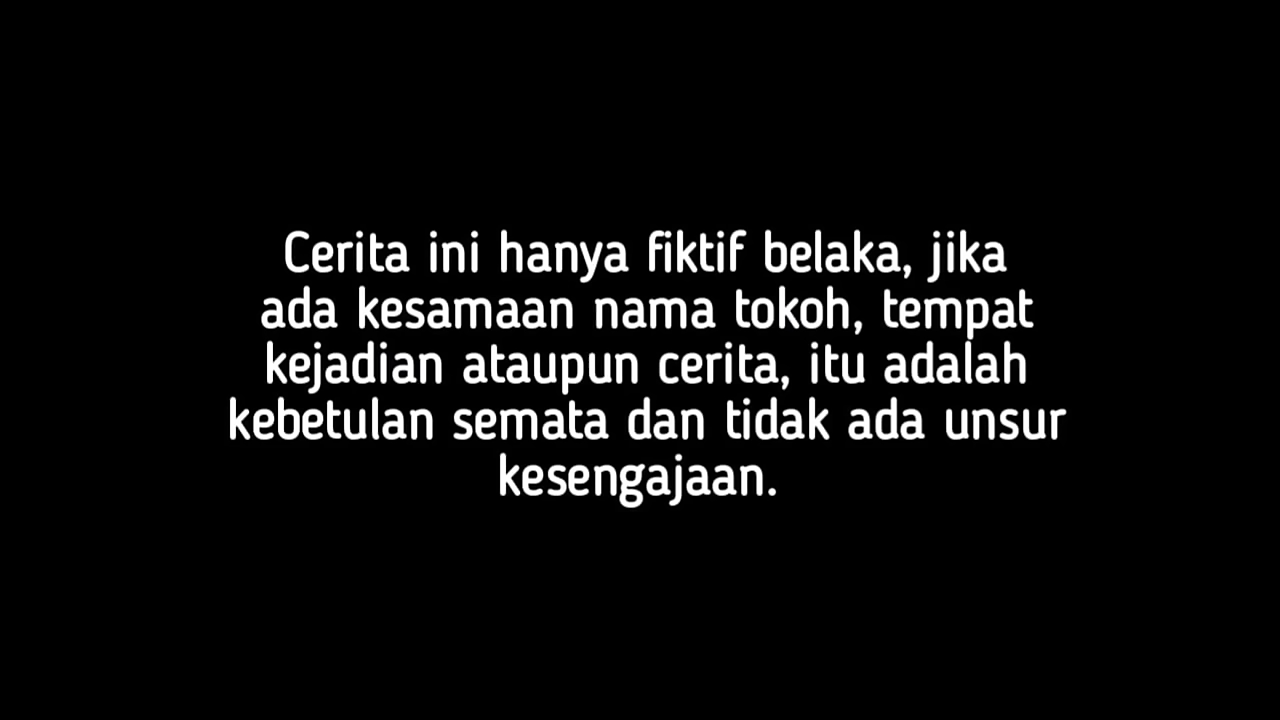 Cerita ini hanya fiktif belaka, jika
ada kesamaan nama tokoh, tempat
kejadian ataupun cerita, itu adalah
kebetulan semata dan tidak ada unsur
kesengajaan.